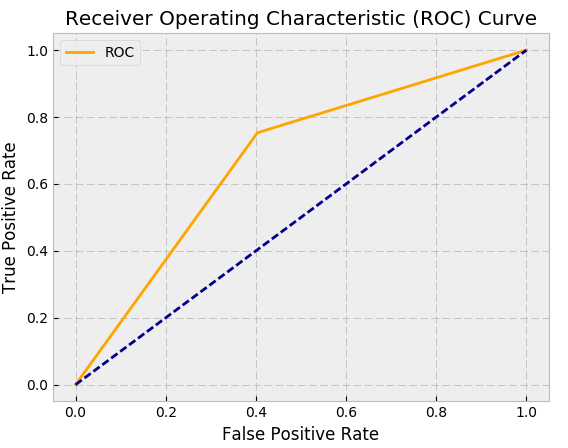 Receiver Operating Characteristic (ROC) Curve
ROC
1.0
0.8
0.6
0.4
0.2
0.0
True Positive Rate
0.0 0.2 0.4 0.6 0.8 1.0
False Positive Rate